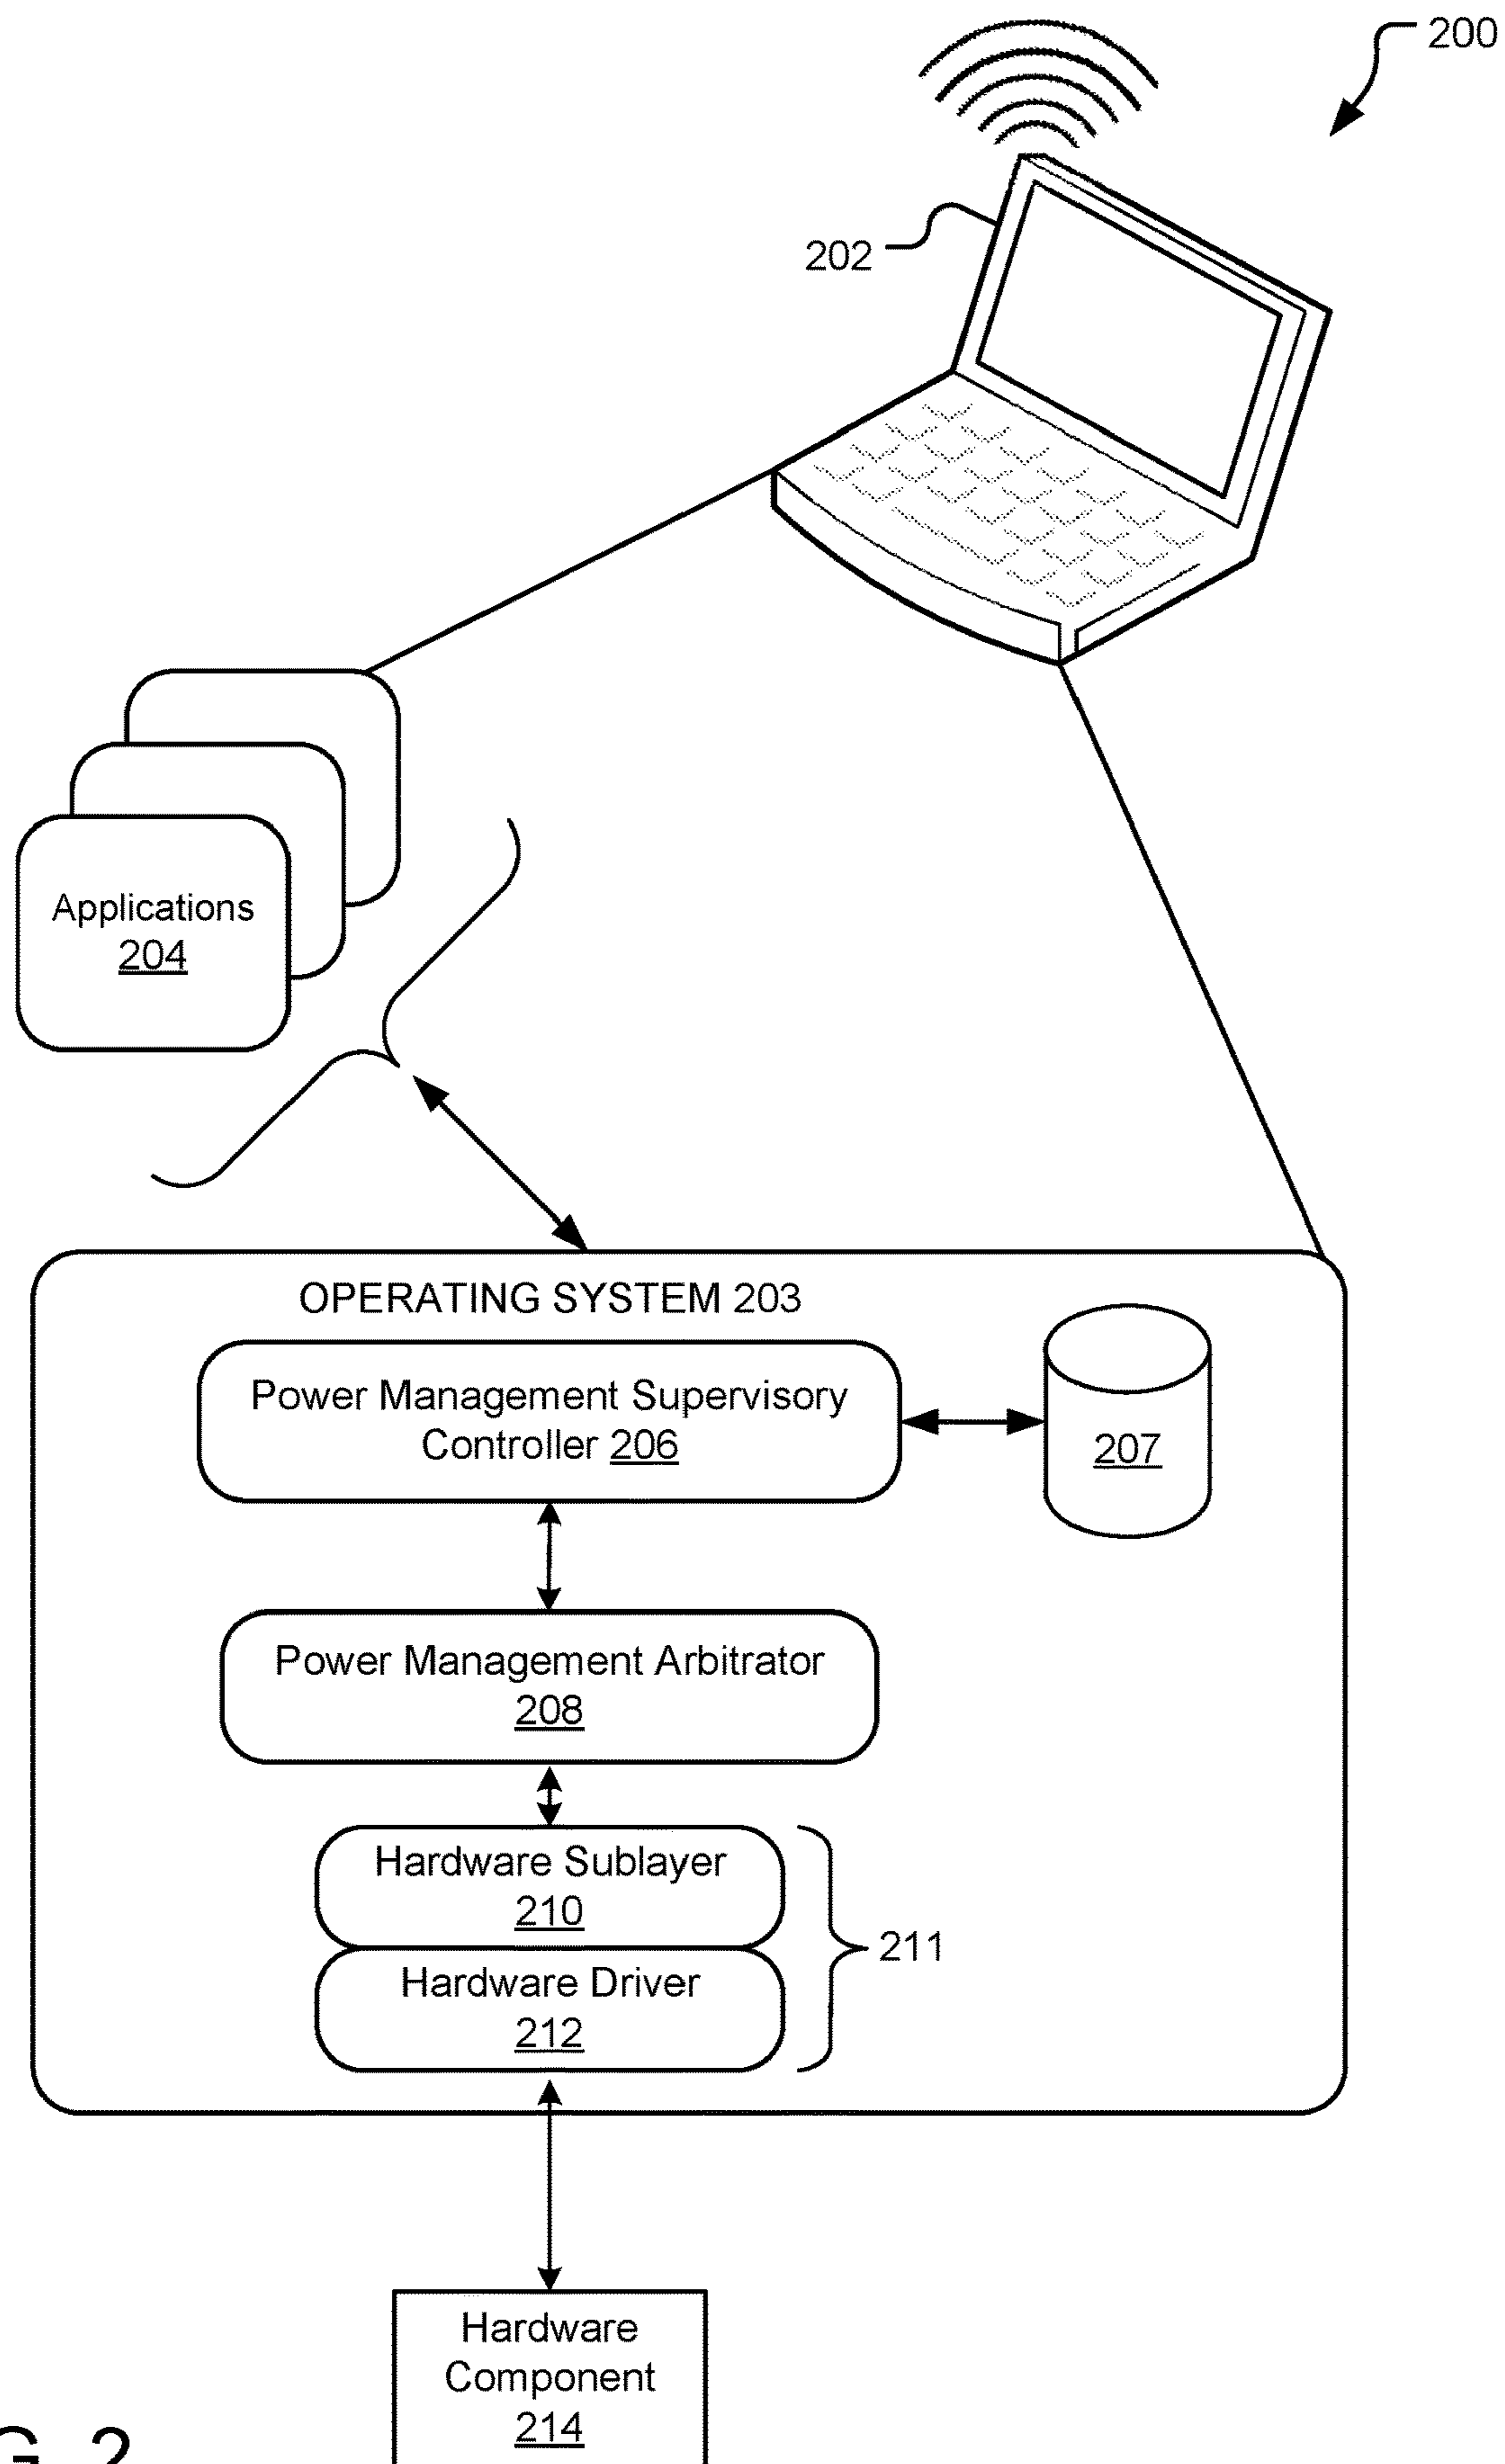 200
202
Applications
204
OPERATING SYSTEM 203
Power Management Supervisory
Controller 206
207
Power Management Arbitrator
208
Hardware Sublayer
210
211
Hardware Driver
212
Hardware
Component
214
G. 2